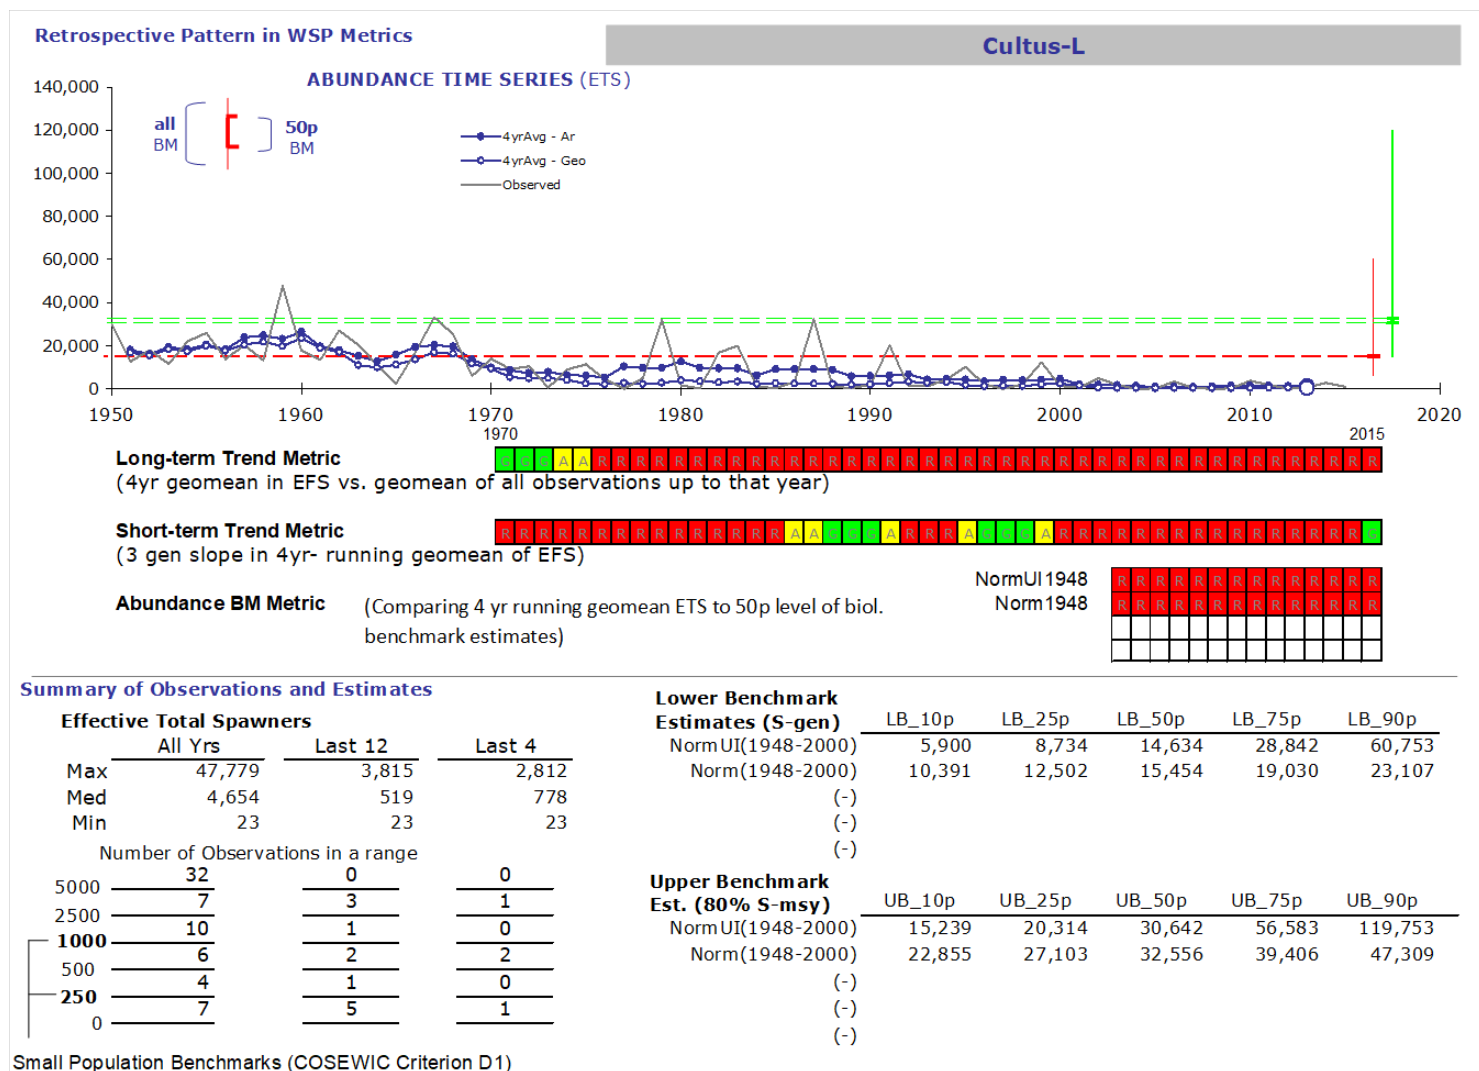 Retrospective Pattern in WSP Metrics
Cultus-L
ABUNDANCE TIME SERIES (ETS)
140,000
120,000
100,000
80,000
60,000
40,000
20,000
0
all
BM
50p
BM
4yrAvg - Ar
4yrAvg - Geo
Observed
1950 1960 1970 1980 1990 2000 2010 2020
1970 2015
Long-term Trend Metric
G G G A A R R R R R R R R R R R R R R R R R R R R R R R R R R R R R R R R R R R R R R R R R
(4yr geomean in EFS vs. geomean of all observations up to that year)
Short-term Trend Metric
R R R R R R R R R R R R R R R A A G G G A R R R A G G G A R R R R R R R R R R R R R R R R G
(3 gen slope in 4yr- running geomean of EFS)
NormUI1948 R R R R R R R R R R R R R R
Abundance BM Metric (Comparing 4 yr running geomean ETS to 50p level of biol.
benchmark estimates)
Norm1948 R R R R R R R R R R R R R R
Summary of Observations and Estimates
Effective Total Spawners
All Yrs Last 12 Last 4
Max 47,779 3,815 2,812
Med 4,654 519 778
Min 23 23 23
Number of Observations in a range
32 0 0
5000
7 3 1
2500
10 1 0
1000
6 2 2
500
4 1 0
250
7 5 1
0
Small Population Benchmarks (COSEWIC Criterion D1)
Lower Benchmark
Estimates (S-gen) LB_10p LB_25p LB_50p LB_75p LB_90p
NormUI(1948-2000) 5,900 8,734 14,634 28,842 60,753
Norm(1948-2000) 10,391 12,502 15,454 19,030 23,107
(-)
(-)
(-)
Upper Benchmark
Est. (80% S-msy) UB_10p UB_25p UB_50p UB_75p UB_90p
NormUI(1948-2000) 15,239 20,314 30,642 56,583 119,753
Norm(1948-2000) 22,855 27,103 32,556 39,406 47,309
(-)
(-)
(-)